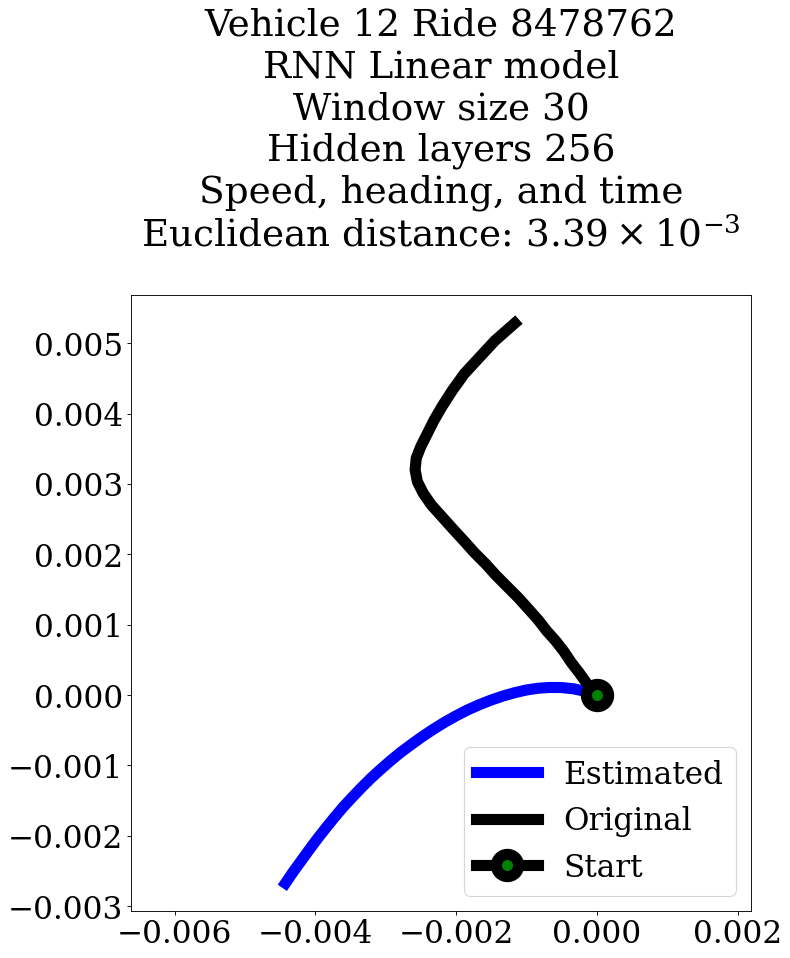 Vehicle 12 Ride 8478762
RNN Linear model
Window size 30
Hidden layers 256
Speed, heading, and time
Euclidean distance: 3.39 × 10⁻³
0.005
0.004
0.003
0.002
0.001
0.000
−0.001
−0.002
−0.003
Estimated
Original
Start
−0.006 −0.004 −0.002 0.000 0.002